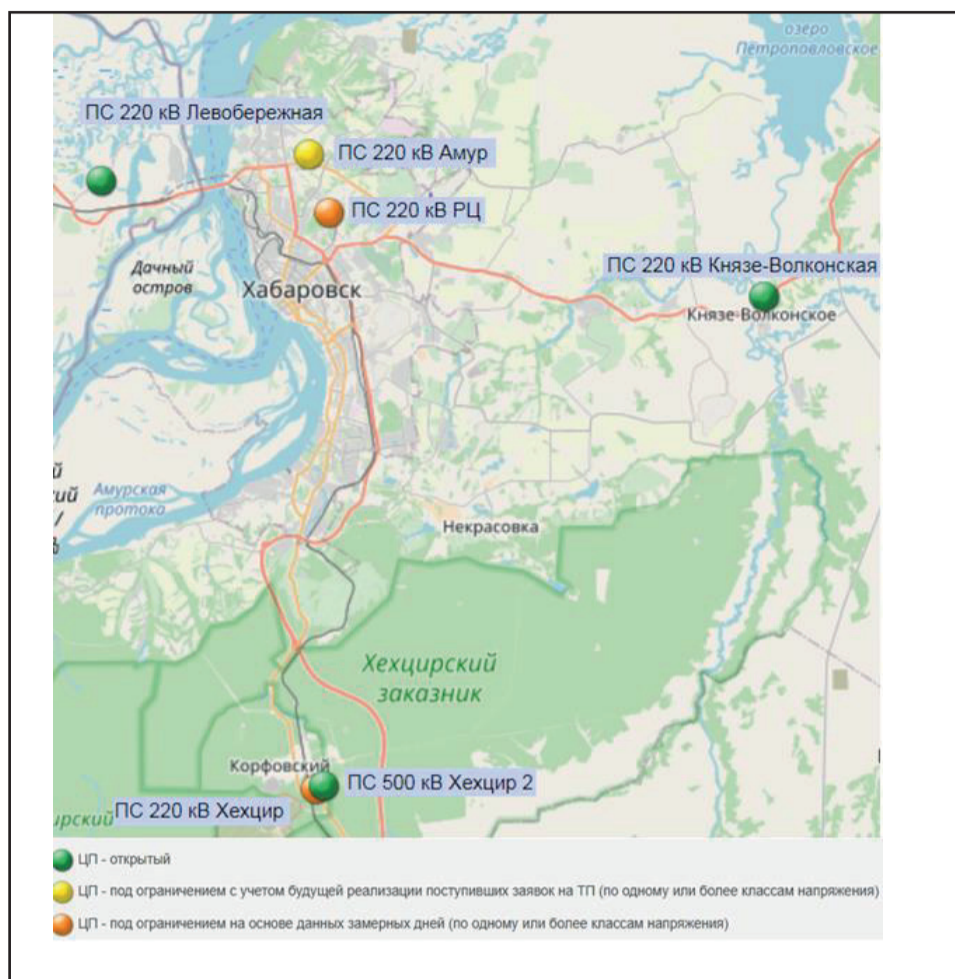 озеро
Петропавловское
ПС 220 кВ Левобережная
ПС 220 кВ Амур
ПС 220 кВ РЦ
Дачный
остров
ПС 220 кВ Князе-Волконская
Хабаровск
Князе-Волконское
Амурская
протока
Некрасовка
Хехцирский
заказник
Корфовский
ПС 500 кВ Хехцир 2
ПС 220 кВ Хехцир
ЦП - открытый
ЦП - под ограничением с учетом будущей реализации поступивших заявок на ТП (по одному или более классам напряжения)
ЦП - под ограничением на основе данных замерных дней (по одному или более классам напряжения)